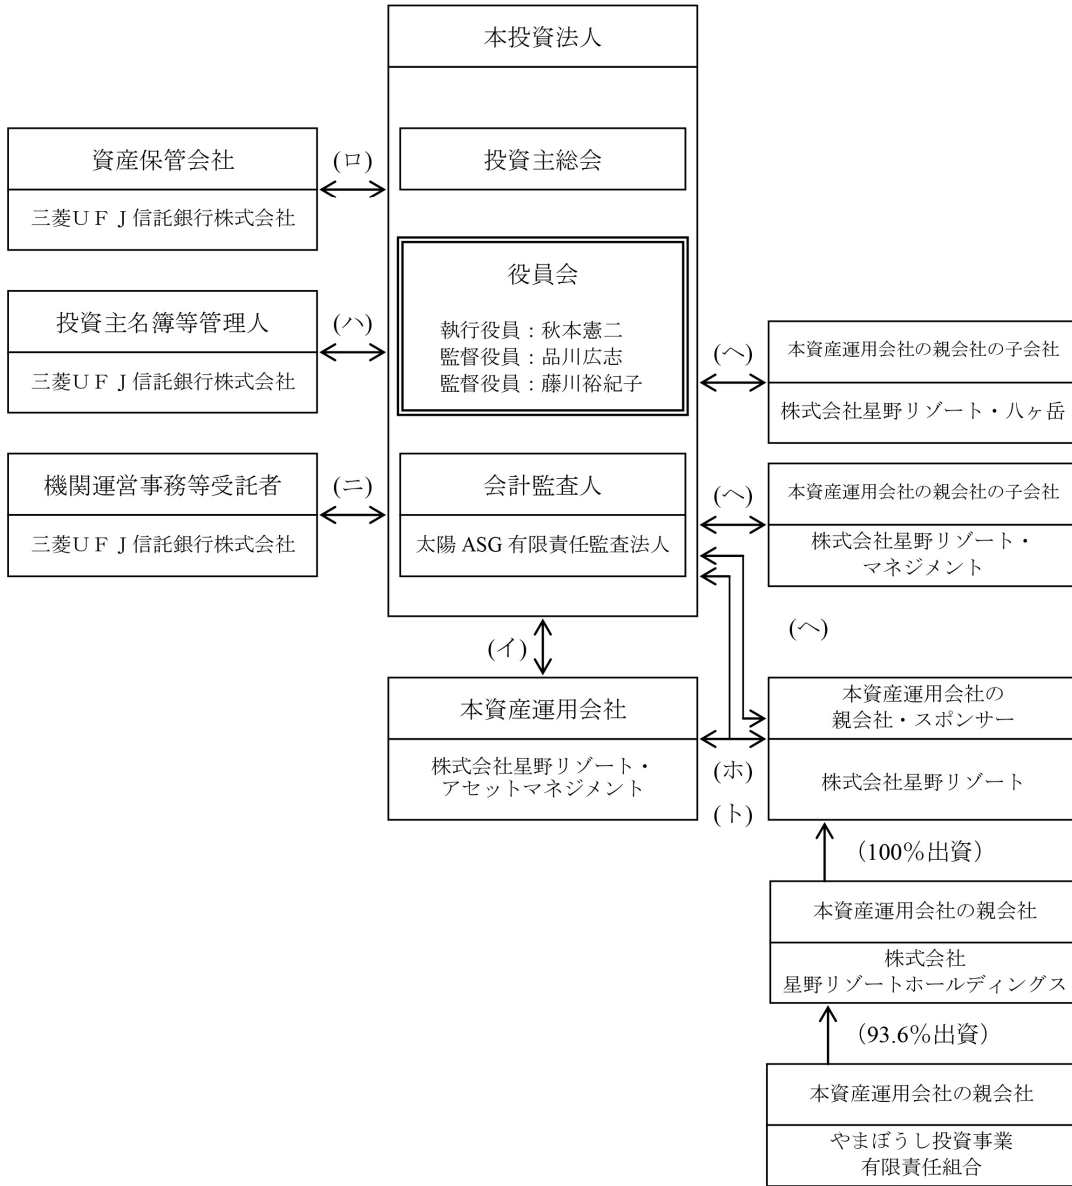 本投資法人
投資主総会
役員会
執行役員：秋本憲二
監督役員：品川広志
監督役員：藤川裕紀子
会計監査人
太陽 ASG 有限責任監査法人
資産保管会社
三菱ＵＦＪ信託銀行株式会社
(ロ)
投資主名簿等管理人
三菱ＵＦＪ信託銀行株式会社
(ハ)
機関運営事務等受託者
三菱ＵＦＪ信託銀行株式会社
(ニ)
(ヘ)
本資産運用会社の親会社の子会社
株式会社星野リゾート・八ヶ岳
(ヘ)
本資産運用会社の親会社の子会社
株式会社星野リゾート・
マネジメント
(ヘ)
(イ)
本資産運用会社
株式会社星野リゾート・
アセットマネジメント
(ホ)
(ト)
本資産運用会社の
親会社・スポンサー
株式会社星野リゾート
（100％出資）
本資産運用会社の親会社
株式会社
星野リゾートホールディングス
（93.6％出資）
本資産運用会社の親会社
やまぼうし投資事業
有限責任組合